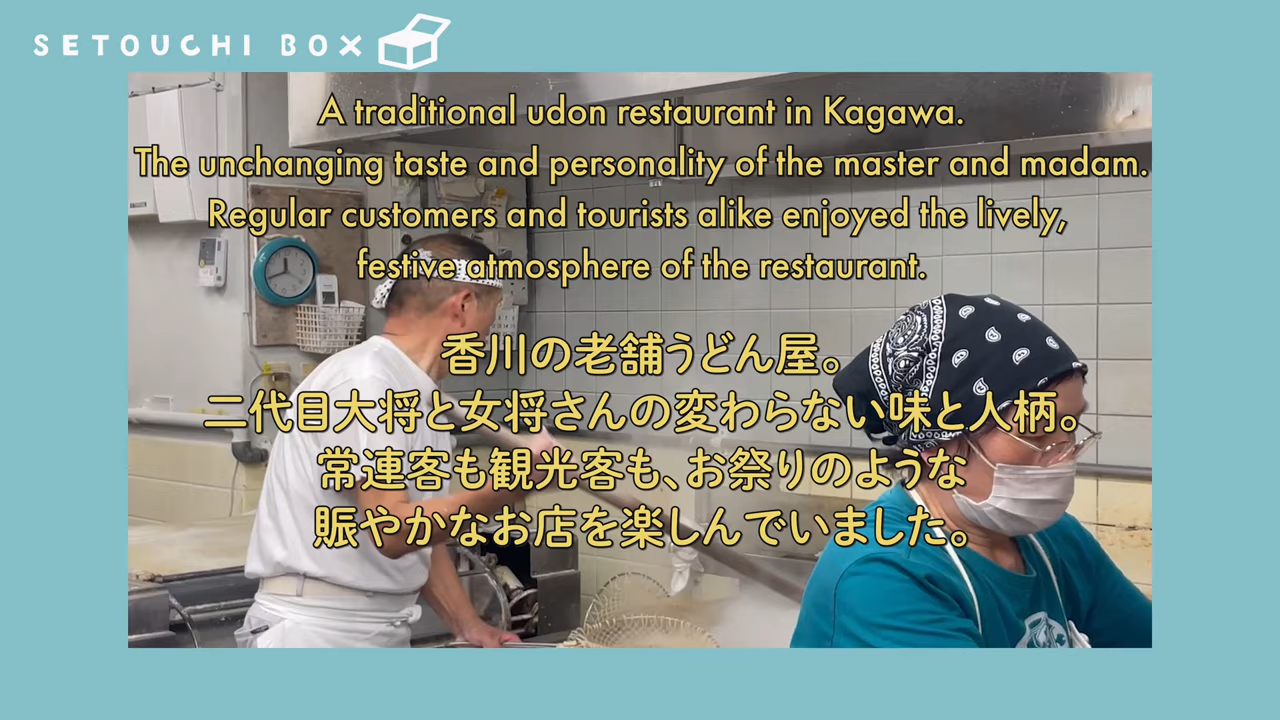 SETOUCHI BOX
A traditional udon restaurant in Kagawa.
The unchanging taste and personality of the master and madam.
Regular customers and tourists alike enjoyed the lively,
festive atmosphere of the restaurant.
香川の老舗うどん屋。
二代目大将と女将さんの変わらない味と人柄。
常連客も観光客も、お祭りのような
賑やかなお店を楽しんでいました。